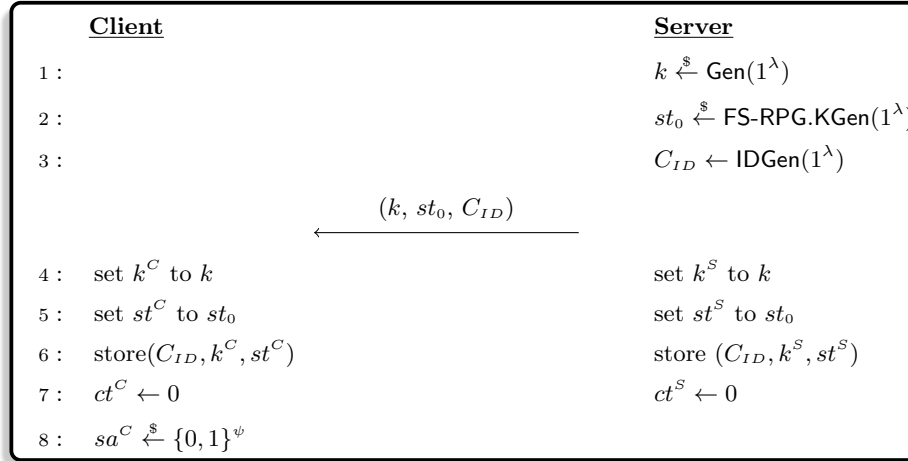 Client Server
1 : k ←$ Gen(1^λ)
2 : st_0 ←$ FS-RPG.KGen(1^λ)
3 : C_ID ← IDGen(1^λ)
(k, st_0, C_ID)
4 : set k^C to k set k^S to k
5 : set st^C to st_0 set st^S to st_0
6 : store(C_ID, k^C, st^C) store (C_ID, k^S, st^S)
7 : ct^C ← 0 ct^S ← 0
8 : sa^C ←$ {0, 1}^ψ